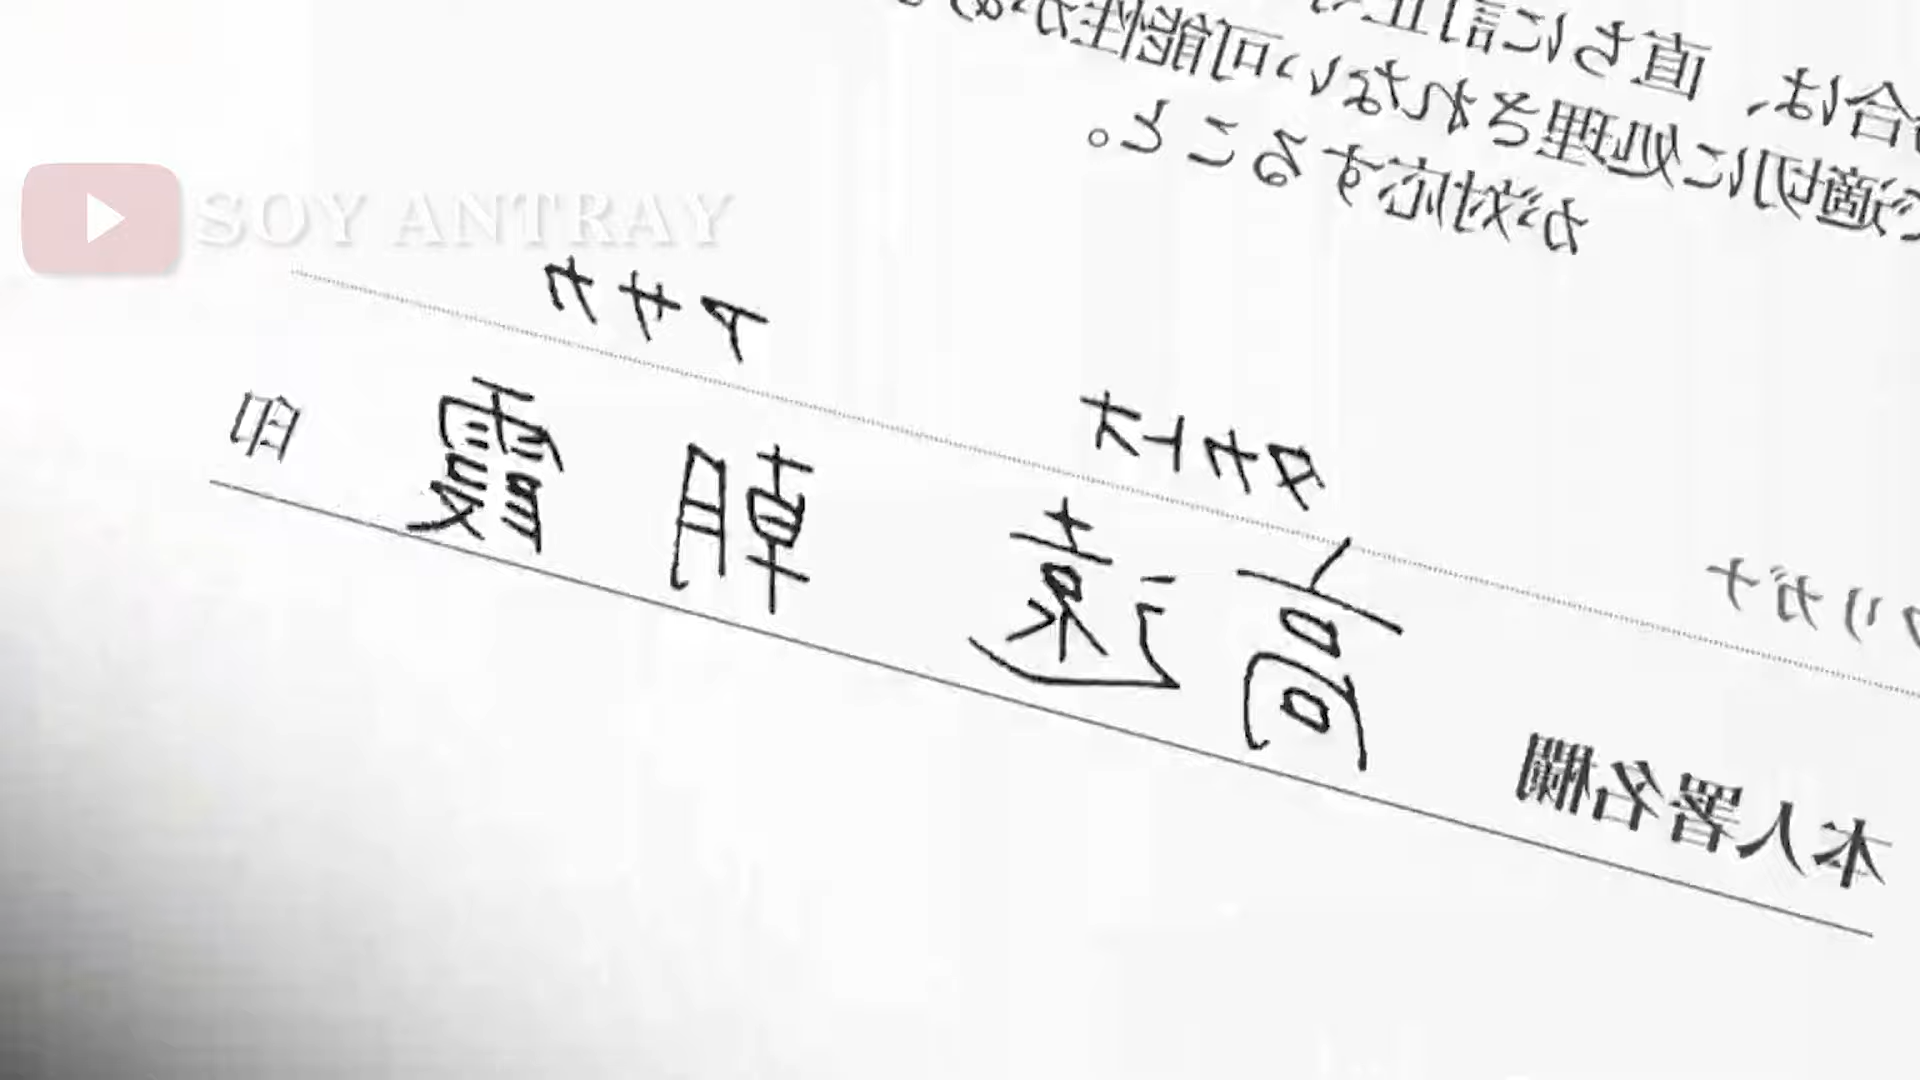 合は、直ちに訂正
適切に処理されない可能性が
が対応すること。
SOY ANTRAY
リガナ タカトオ アサカ
本人署名欄 高遠 朝霞 印